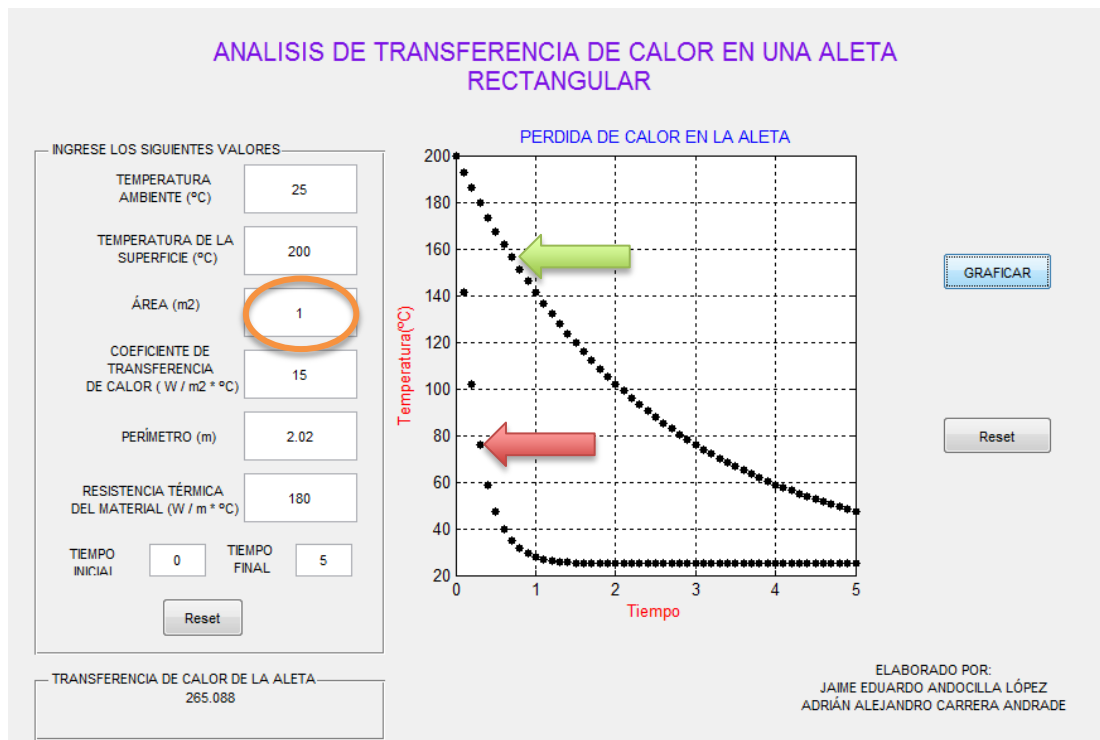 ANALISIS DE TRANSFERENCIA DE CALOR EN UNA ALETA
RECTANGULAR
INGRESE LOS SIGUIENTES VALORES
TEMPERATURA
AMBIENTE (ºC)
25
TEMPERATURA DE LA
SUPERFICIE (ºC)
200
ÁREA (m2)
1
COEFICIENTE DE
TRANSFERENCIA
DE CALOR ( W / m2 * ºC)
15
PERÍMETRO (m)
2.02
RESISTENCIA TÉRMICA
DEL MATERIAL (W / m * ºC)
180
TIEMPO
INICIAL
0
TIEMPO
FINAL
5
Reset
TRANSFERENCIA DE CALOR DE LA ALETA
265.088
PERDIDA DE CALOR EN LA ALETA
Temperatura(ºC)
200
180
160
140
120
100
80
60
40
20
0
1
2
3
4
5
Tiempo
GRAFICAR
Reset
ELABORADO POR:
JAIME EDUARDO ANDOCILLA LÓPEZ
ADRIÁN ALEJANDRO CARRERA ANDRADE